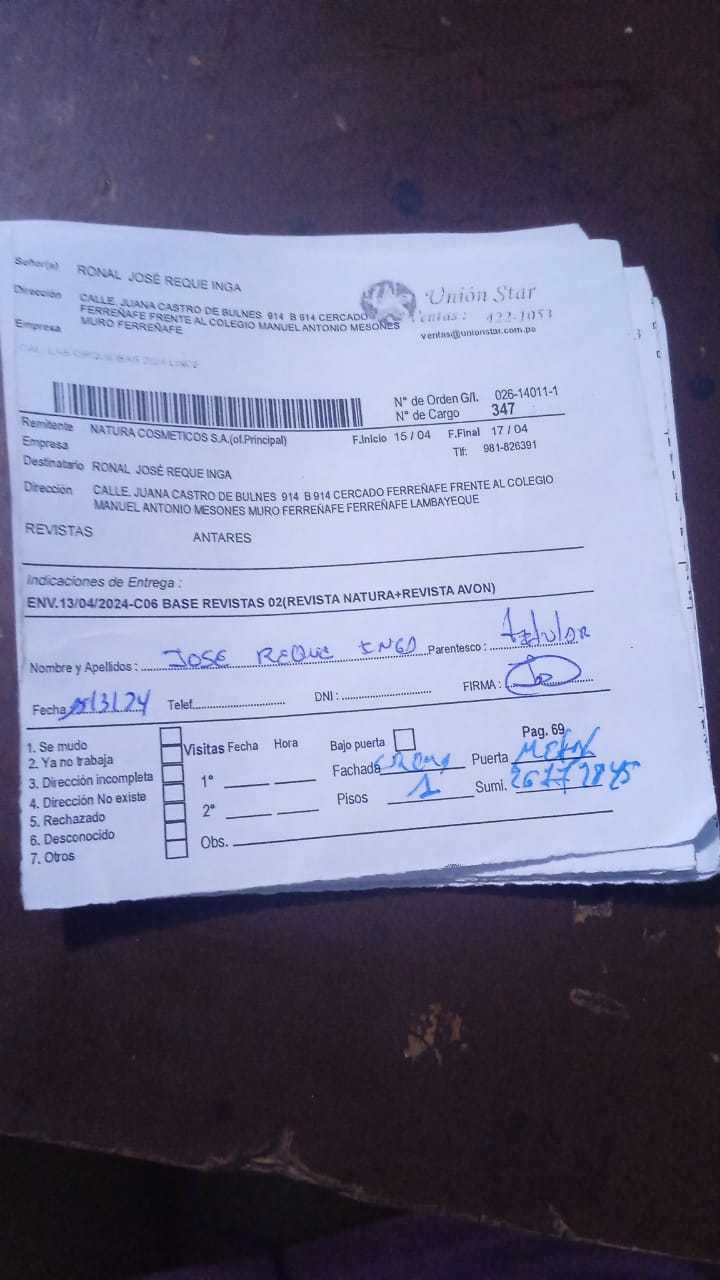 Señor(a) RONAL JOSÉ REQUE INGA
Dirección CALLE. JUANA CASTRO DE BULNES 914 B 914 CERCADO
FERREÑAFE FRENTE AL COLEGIO MANUEL ANTONIO MESONES
Empresa MURO FERREÑAFE
Unión Star
Ventas : 422-1053
ventas@unionstar.com.pe
N° de Orden G/I. 026-14011-1
N° de Cargo 347
Remitente NATURA COSMETICOS S.A.(of.Principal) F.Inicio 15 / 04 F.Final 17 / 04
Empresa Tlf: 981-826391
Destinatario RONAL JOSÉ REQUE INGA
Dirección CALLE. JUANA CASTRO DE BULNES 914 B 914 CERCADO FERREÑAFE FRENTE AL COLEGIO
MANUEL ANTONIO MESONES MURO FERREÑAFE FERREÑAFE LAMBAYEQUE
REVISTAS ANTARES
Indicaciones de Entrega :
ENV.13/04/2024-C06 BASE REVISTAS 02(REVISTA NATURA+REVISTA AVON)
Nombre y Apellidos : JOSE REQUE INGA Parentesco :
Fecha Telef. DNI : FIRMA :
1. Se mudo
2. Ya no trabaja
3. Dirección incompleta
4. Dirección No existe
5. Rechazado
6. Desconocido
7. Otros
Visitas Fecha Hora
1°
2°
Obs.
Bajo puerta
Pag. 69
Fachada Puerta
Pisos 1 Sumi.